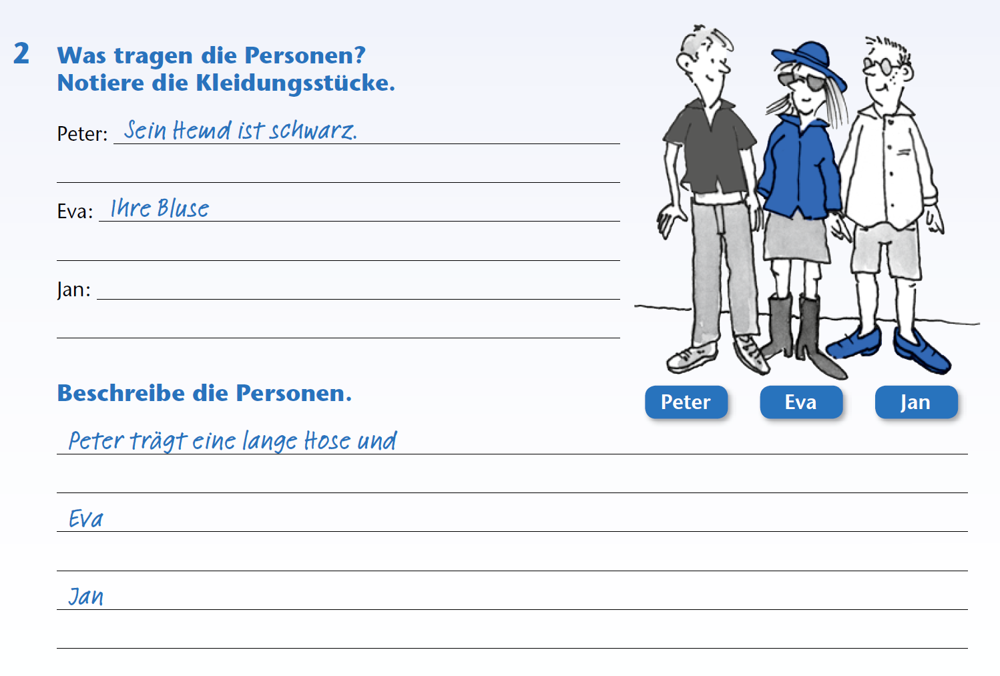 2 Was tragen die Personen?
Notiere die Kleidungsstücke.
Peter: Sein Hemd ist schwarz.
Eva: Ihre Bluse
Jan:
Peter Eva Jan
Beschreibe die Personen.
Peter trägt eine lange Hose und
Eva
Jan